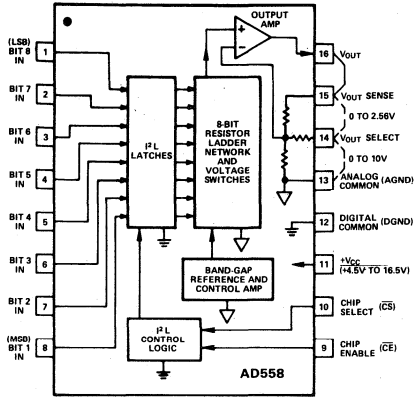 OUTPUT
AMP
(LSB)
BIT 8
IN
1
BIT 7
IN
2
BIT 6
IN
3
BIT 5
IN
4
BIT 4
IN
5
BIT 3
IN
6
BIT 2
IN
7
(MSB)
BIT 1
IN
8
I²L
LATCHES
8-BIT
RESISTOR
LADDER
NETWORK
AND
VOLTAGE
SWITCHES
BAND-GAP
REFERENCE AND
CONTROL AMP
I²L
CONTROL
LOGIC
+
−
16 VOUT
15 VOUT SENSE
0 TO 2.56V
14 VOUT SELECT
0 TO 10V
13 ANALOG
COMMON (AGND)
12 DIGITAL
COMMON (DGND)
11 +VCC
(+4.5V TO 16.5V)
10 CHIP
SELECT (C̅S̅)
9 CHIP
ENABLE (C̅E̅)
AD558